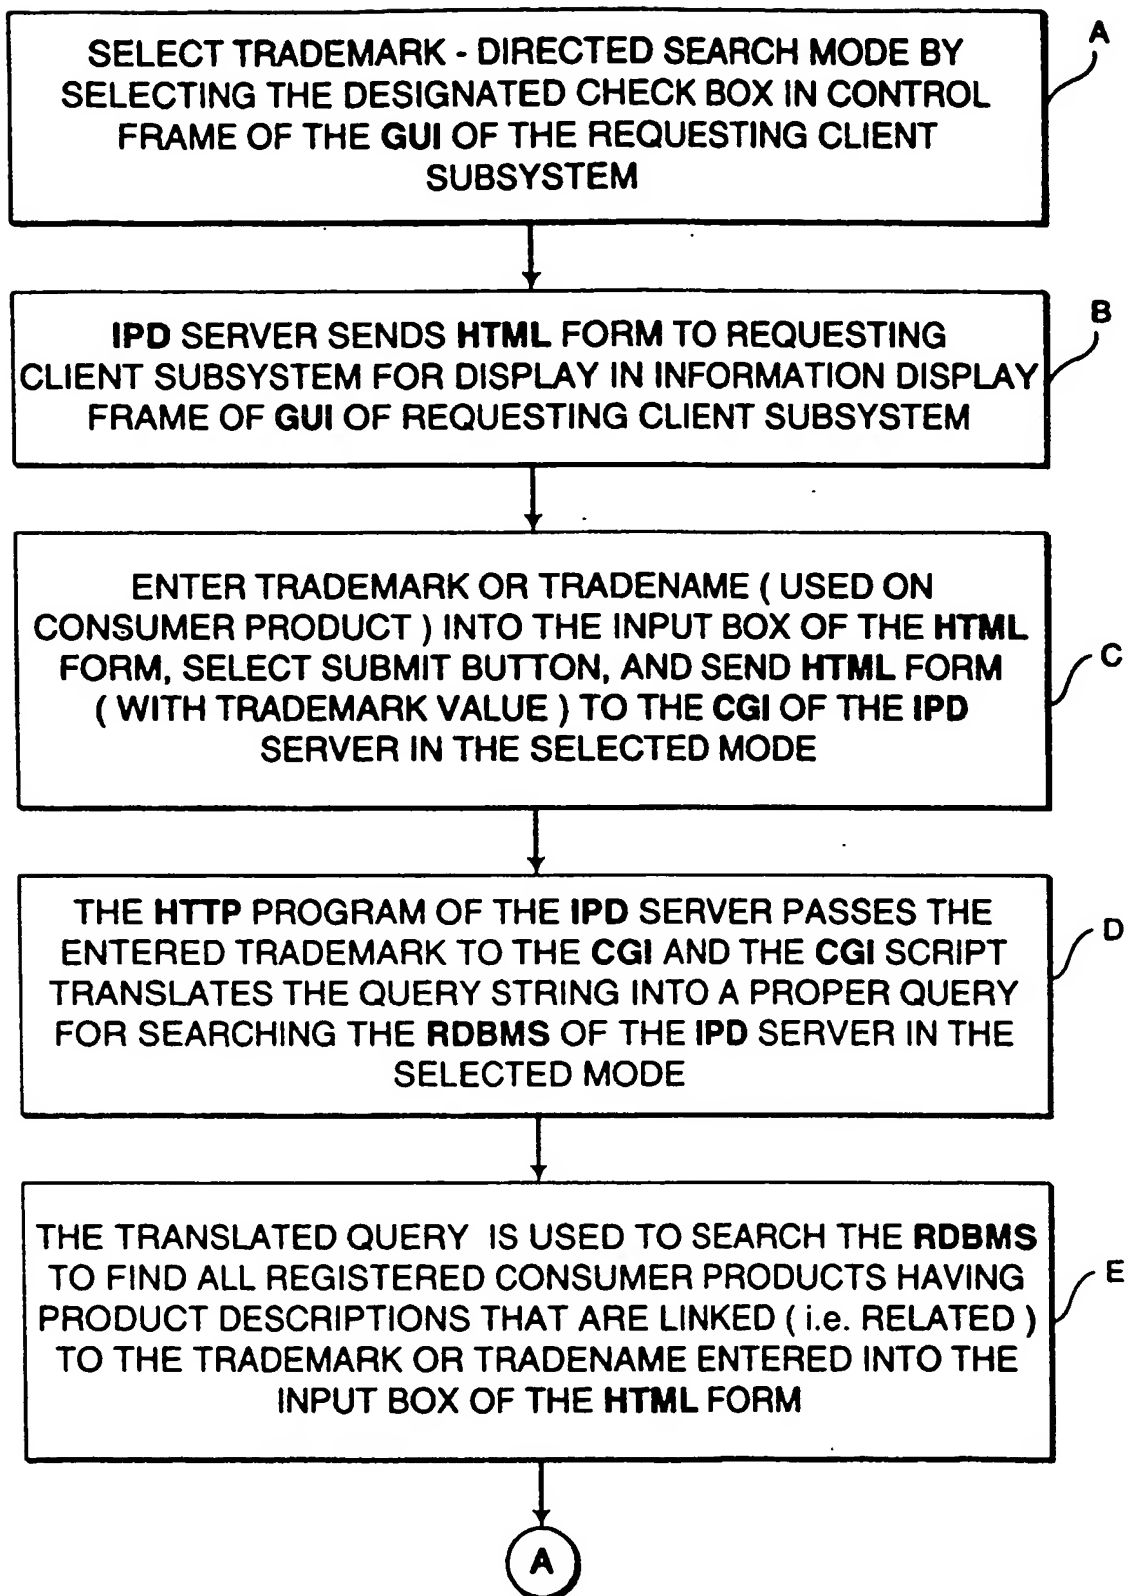 SELECT TRADEMARK - DIRECTED SEARCH MODE BY
SELECTING THE DESIGNATED CHECK BOX IN CONTROL
FRAME OF THE GUI OF THE REQUESTING CLIENT
SUBSYSTEM
A
IPD SERVER SENDS HTML FORM TO REQUESTING
CLIENT SUBSYSTEM FOR DISPLAY IN INFORMATION DISPLAY
FRAME OF GUI OF REQUESTING CLIENT SUBSYSTEM
B
ENTER TRADEMARK OR TRADENAME ( USED ON
CONSUMER PRODUCT ) INTO THE INPUT BOX OF THE HTML
FORM, SELECT SUBMIT BUTTON, AND SEND HTML FORM
( WITH TRADEMARK VALUE ) TO THE CGI OF THE IPD
SERVER IN THE SELECTED MODE
C
THE HTTP PROGRAM OF THE IPD SERVER PASSES THE
ENTERED TRADEMARK TO THE CGI AND THE CGI SCRIPT
TRANSLATES THE QUERY STRING INTO A PROPER QUERY
FOR SEARCHING THE RDBMS OF THE IPD SERVER IN THE
SELECTED MODE
D
THE TRANSLATED QUERY IS USED TO SEARCH THE RDBMS
TO FIND ALL REGISTERED CONSUMER PRODUCTS HAVING
PRODUCT DESCRIPTIONS THAT ARE LINKED ( i.e. RELATED )
TO THE TRADEMARK OR TRADENAME ENTERED INTO THE
INPUT BOX OF THE HTML FORM
E
A